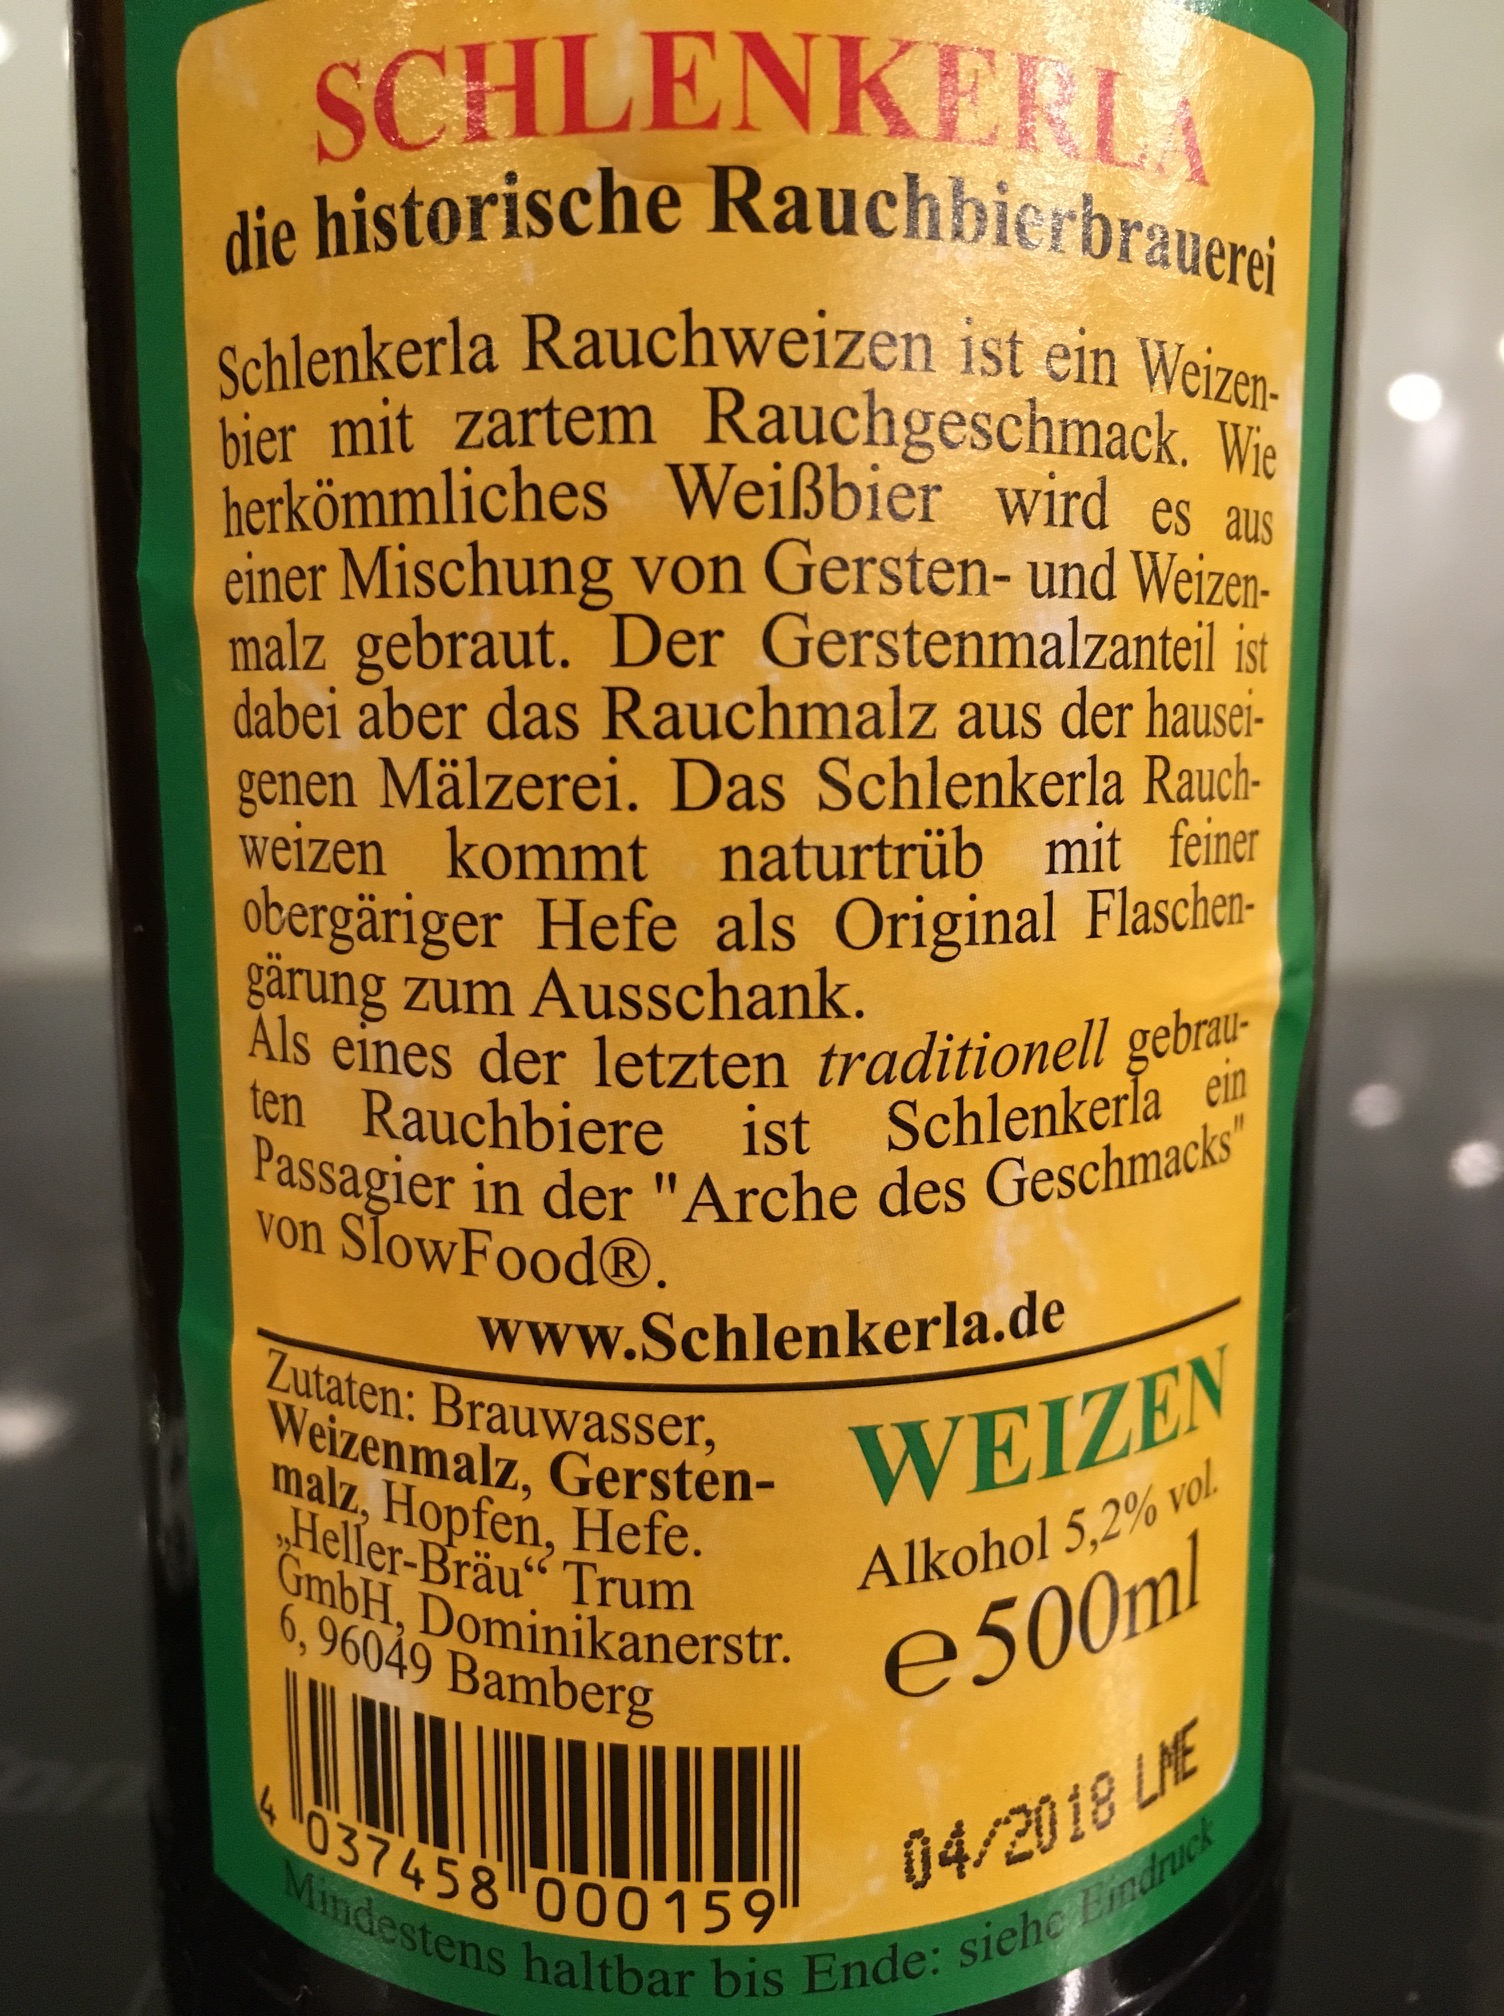 SCHLENKERLA
die historische Rauchbierbrauerei
Schlenkerla Rauchweizen ist ein Weizen-
bier mit zartem Rauchgeschmack. Wie
herkömmliches Weißbier wird es aus
einer Mischung von Gersten- und Weizen-
malz gebraut. Der Gerstenmalzanteil ist
dabei aber das Rauchmalz aus der hausei-
genen Mälzerei. Das Schlenkerla Rauch-
weizen kommt naturtrüb mit feiner
obergäriger Hefe als Original Flaschen-
gärung zum Ausschank.
Als eines der letzten traditionell gebrau-
ten Rauchbiere ist Schlenkerla ein
Passagier in der "Arche des Geschmacks"
von SlowFood®.
www.Schlenkerla.de
Zutaten: Brauwasser,
Weizenmalz, Gersten-
malz, Hopfen, Hefe.
„Heller-Bräu“ Trum
GmbH, Dominikanerstr.
6, 96049 Bamberg
WEIZEN
Alkohol 5,2% vol.
e 500ml
04/2018 LME
4 037458 000159
Mindestens haltbar bis Ende: siehe Eindruck